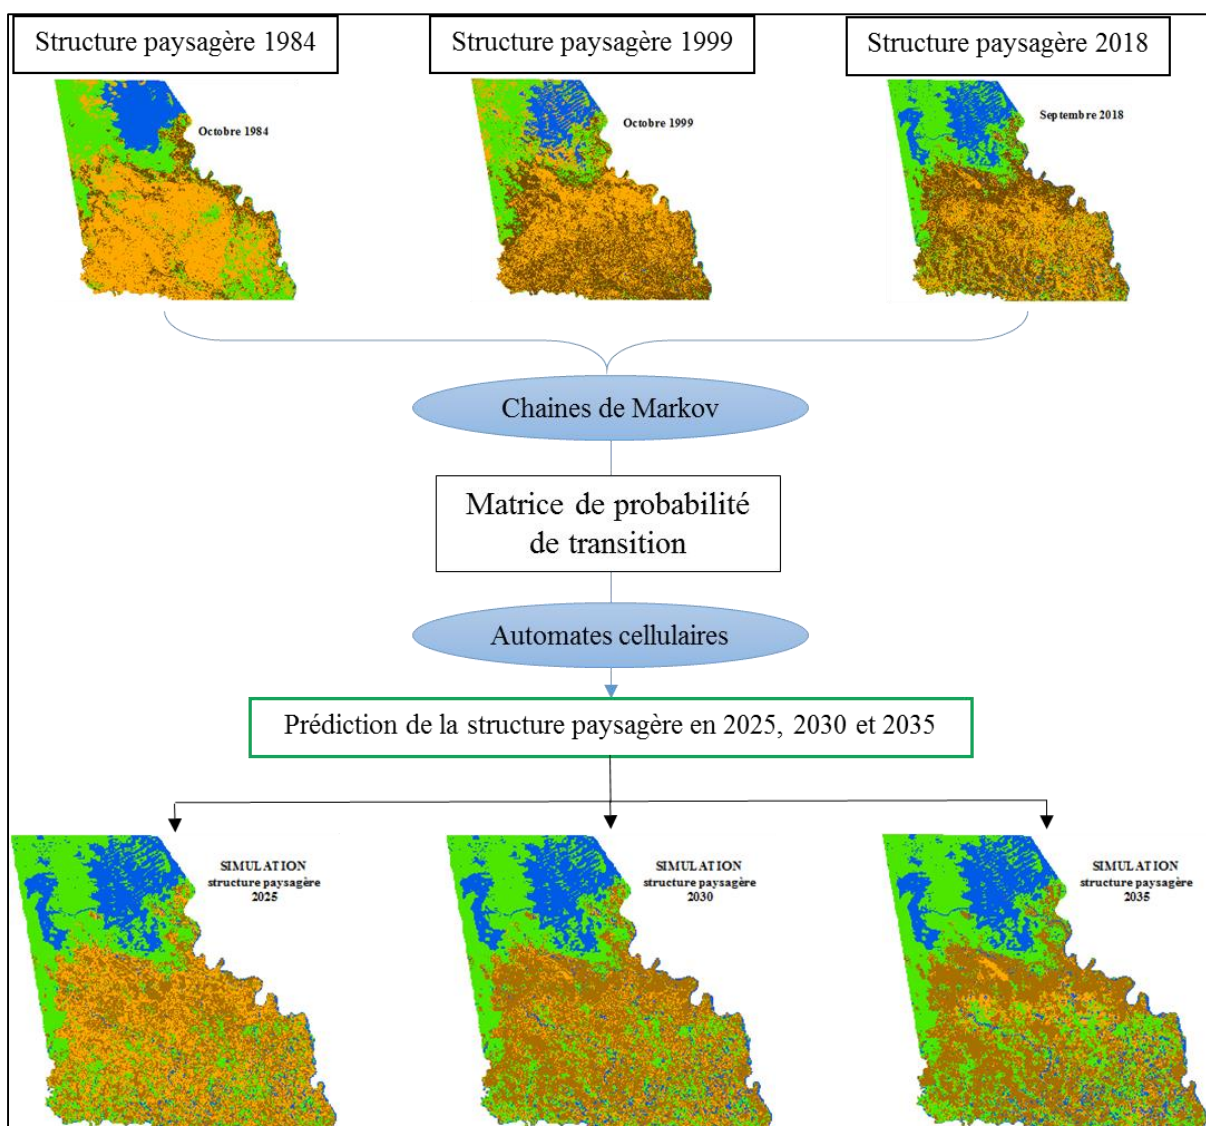 Structure paysagère 1984
Structure paysagère 1999
Structure paysagère 2018
Octobre 1984
Octobre 1999
Septembre 2018
Chaines de Markov
Matrice de probabilité
de transition
Automates cellulaires
Prédiction de la structure paysagère en 2025, 2030 et 2035
SIMULATION
structure paysagère
2025
SIMULATION
structure paysagère
2030
SIMULATION
structure paysagère
2035